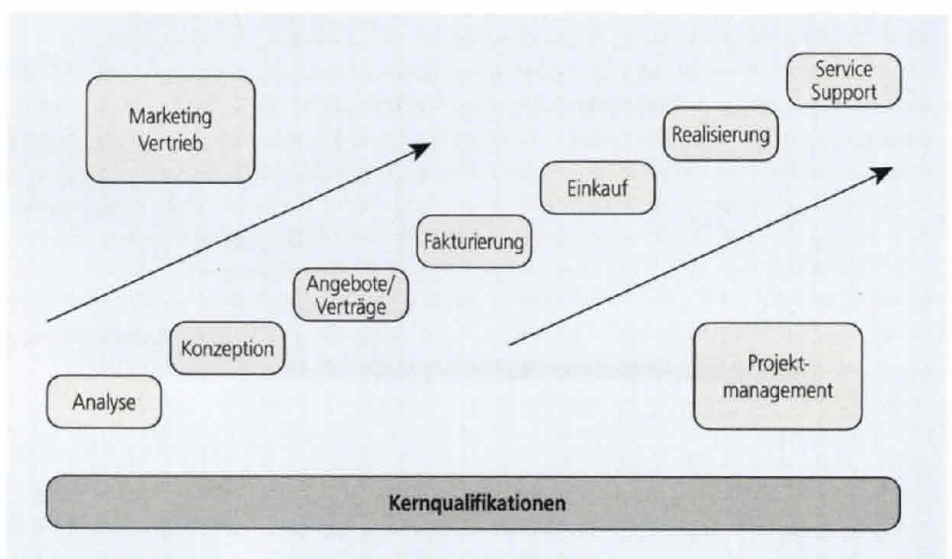 Marketing
Vertrieb
Service
Support
Realisierung
Einkauf
Fakturierung
Angebote/
Verträge
Konzeption
Analyse
Projekt-
management
Kernqualifikationen